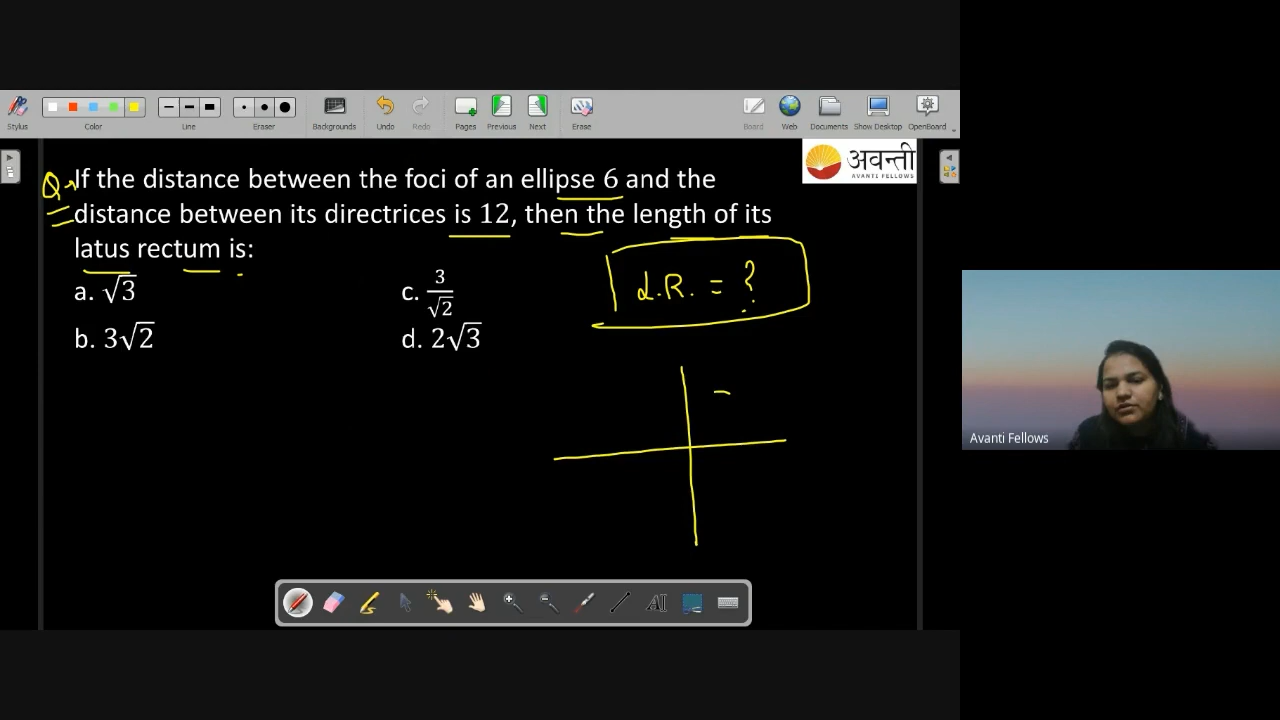 Stylus
Color
Line
Eraser
Backgrounds
Undo
Redo
Pages
Previous
Next
Erase
Board
Web
Documents
Show Desktop
OpenBoard
अवन्ती
AVANTI FELLOWS
Q. If the distance between the foci of an ellipse 6 and the
distance between its directrices is 12, then the length of its
latus rectum is:
a. √3
c. 3/√2
b. 3√2
d. 2√3
L.R. = ?
Avanti Fellows
AI